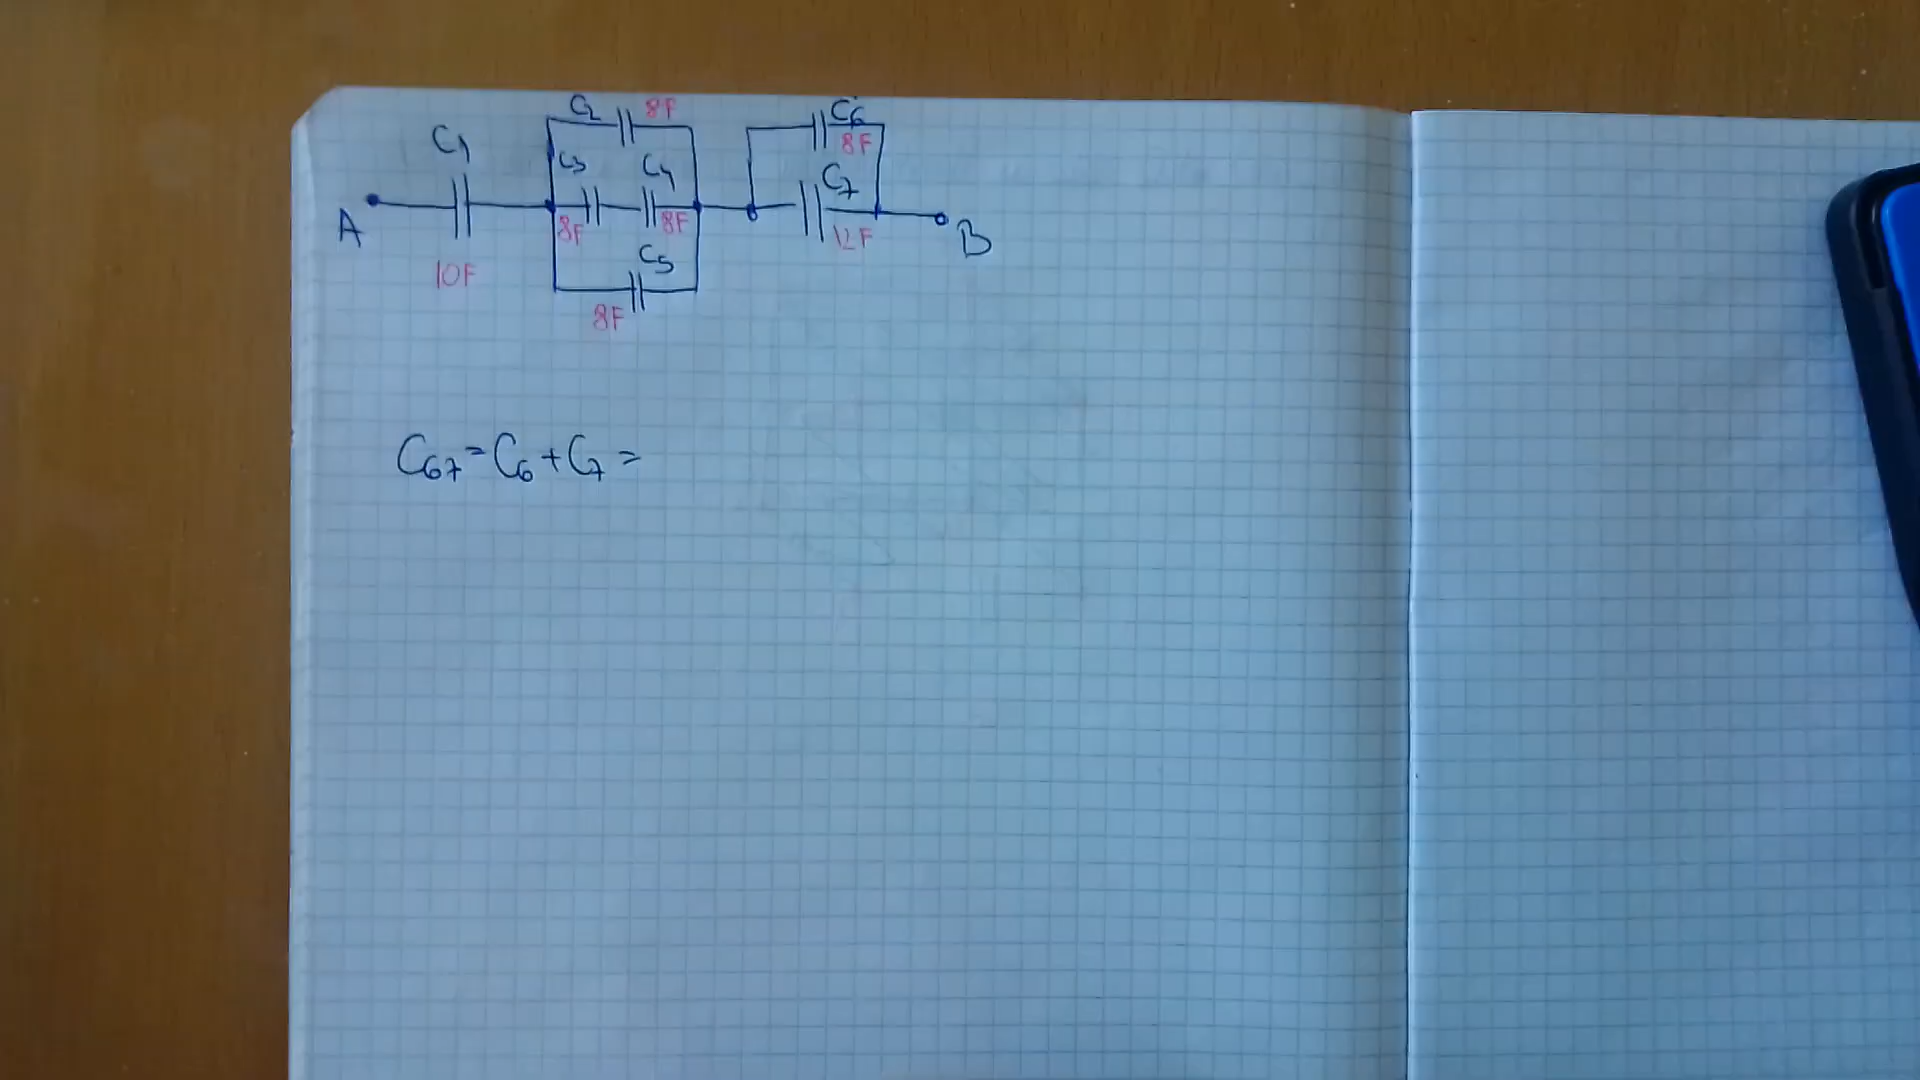 C2 8F C6
C1 8F
C3 C4 C7
A 8F 8F 12F B
10F C5
8F
C67 = C6 + C7 =